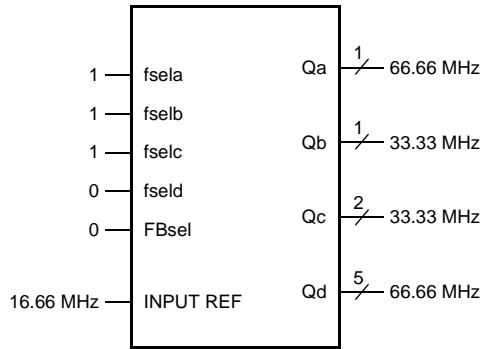 1 fsela Qa 1 66.66 MHz
1 fselb Qb 1 33.33 MHz
1 fselc Qc 2 33.33 MHz
0 fseld
0 FBsel Qd 5 66.66 MHz
16.66 MHz INPUT REF